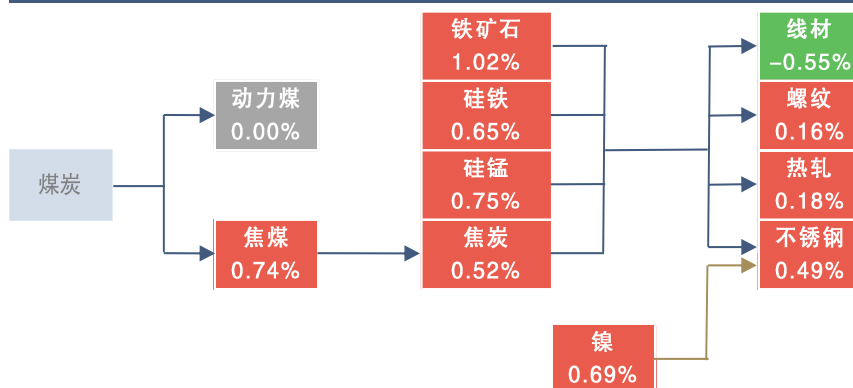 铁矿石
1.02%
线材
-0.55%
动力煤
0.00%
硅铁
0.65%
螺纹
0.16%
煤炭
硅锰
0.75%
热轧
0.18%
焦煤
0.74%
焦炭
0.52%
不锈钢
0.49%
镍
0.69%